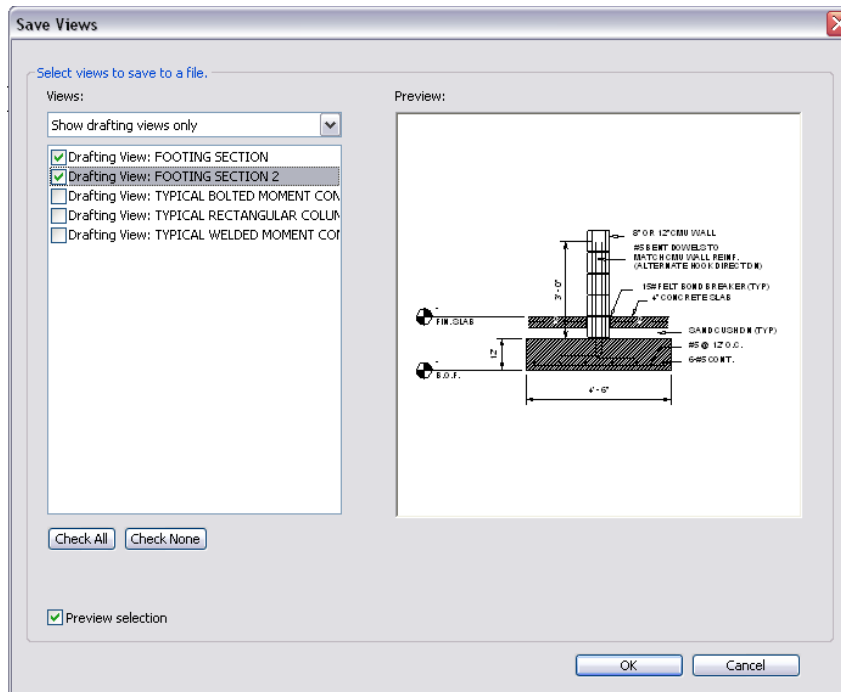 Save Views
Select views to save to a file.
Views:
Show drafting views only
Drafting View: FOOTING SECTION
Drafting View: FOOTING SECTION 2
Drafting View: TYPICAL BOLTED MOMENT CON
Drafting View: TYPICAL RECTANGULAR COLUM
Drafting View: TYPICAL WELDED MOMENT CON
Check All Check None
Preview selection
Preview:
8" OR 12" CMU WALL
#5 BENT DOWELS TO
MATCH CMU WALL REINF.
(ALTERNATE HOOK DIRECTION)
3'-0"
15# FELT BOND BREAKER (TYP)
4" CONCRETE SLAB
FIN. SLAB
SAND CUSHION (TYP)
12"
#5 @ 12" O.C.
6-#5 CONT.
B.O.F.
4'-6"
OK Cancel